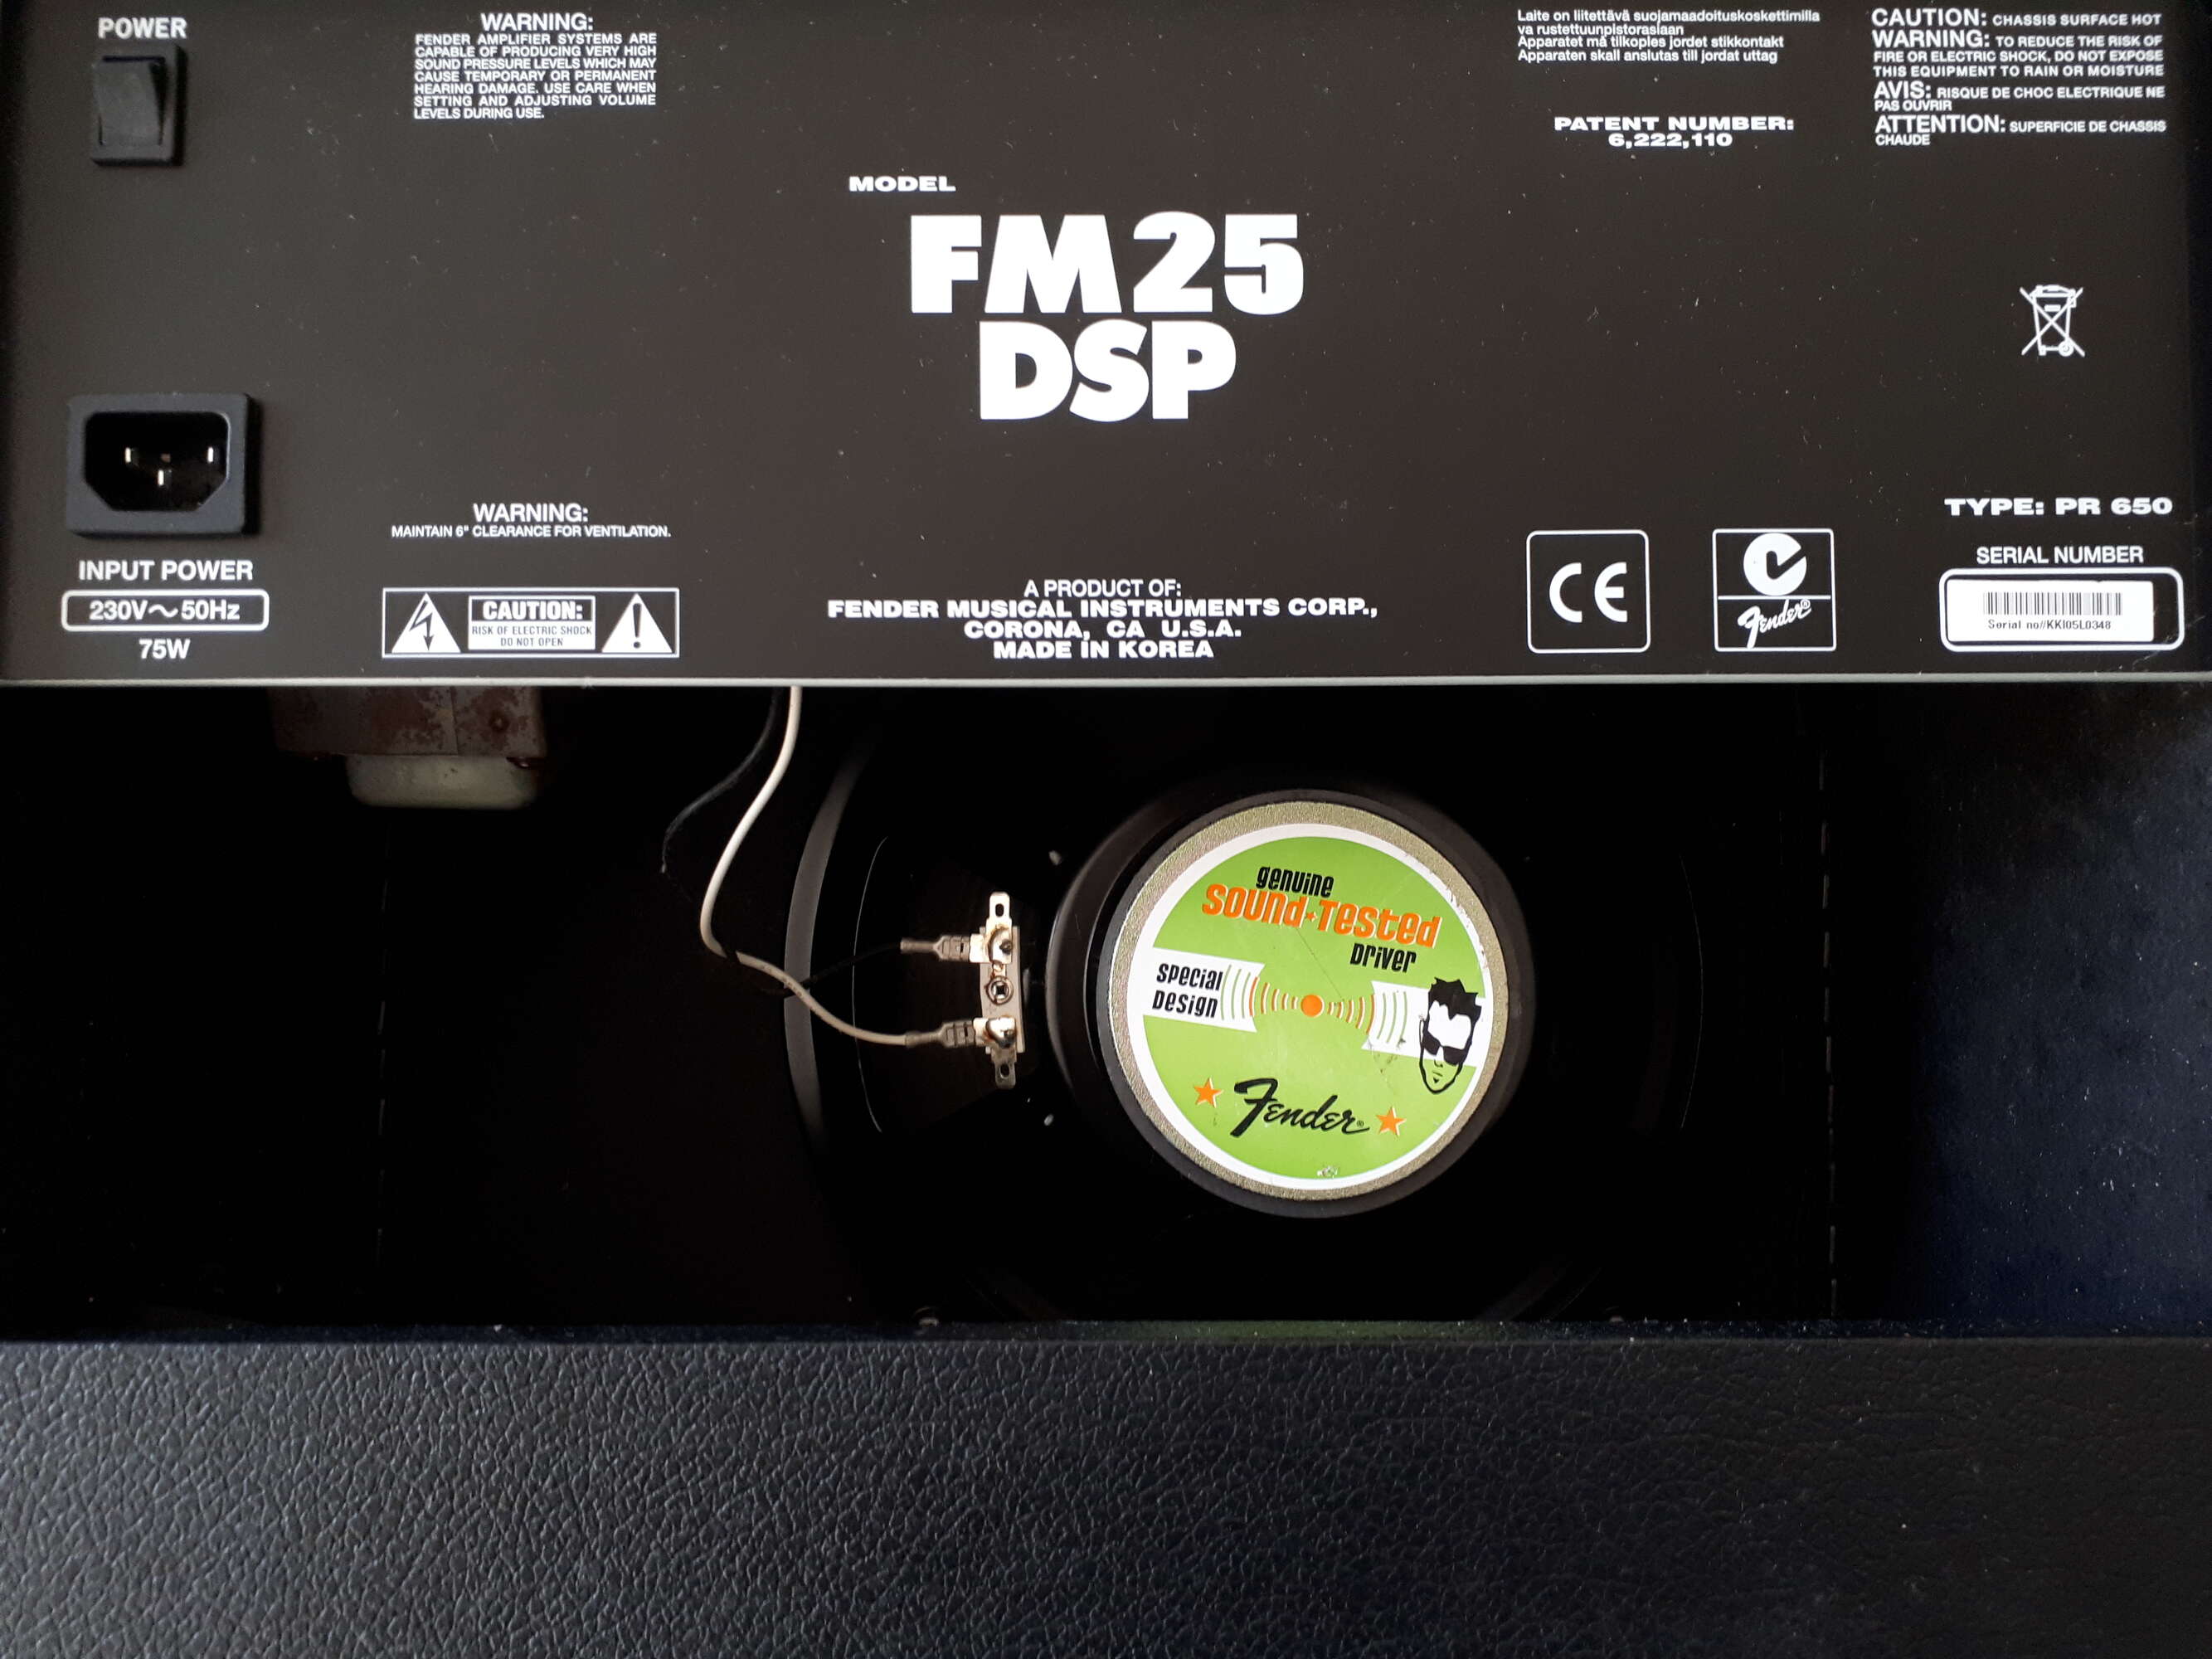 POWER
WARNING:
FENDER AMPLIFIER SYSTEMS ARE
CAPABLE OF PRODUCING VERY HIGH
SOUND PRESSURE LEVELS WHICH MAY
CAUSE TEMPORARY OR PERMANENT
HEARING DAMAGE. USE CARE WHEN
SETTING AND ADJUSTING VOLUME
LEVELS DURING USE.
Laite on liitettävä suojamaadoituskoskettimilla
va rustettuunpistorasiaan
Apparatet må tilkoples jordet stikkontakt
Apparaten skall anslutas till jordat uttag
CAUTION: CHASSIS SURFACE HOT
WARNING: TO REDUCE THE RISK OF
FIRE OR ELECTRIC SHOCK, DO NOT EXPOSE
THIS EQUIPMENT TO RAIN OR MOISTURE
AVIS: RISQUE DE CHOC ELECTRIQUE NE
PAS OUVRIR
ATTENTION: SUPERFICIE DE CHASSIS
CHAUDE
PATENT NUMBER:
6,222,110
MODEL
FM25
DSP
INPUT POWER
230V~50Hz
75W
WARNING:
MAINTAIN 6" CLEARANCE FOR VENTILATION.
CAUTION:
RISK OF ELECTRIC SHOCK
DO NOT OPEN
A PRODUCT OF:
FENDER MUSICAL INSTRUMENTS CORP.,
CORONA, CA U.S.A.
MADE IN KOREA
CE
Fender®
TYPE: PR 650
SERIAL NUMBER
Serial no//KKI05L0348
genuine
SOUND★TESTED
DRIVER
SPECIAL
DESIGN
Fender®